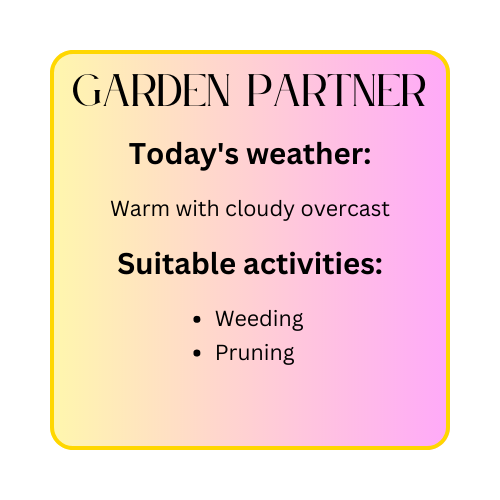 GARDEN PARTNER
Today's weather:
Warm with cloudy overcast
Suitable activities:
• Weeding
• Pruning